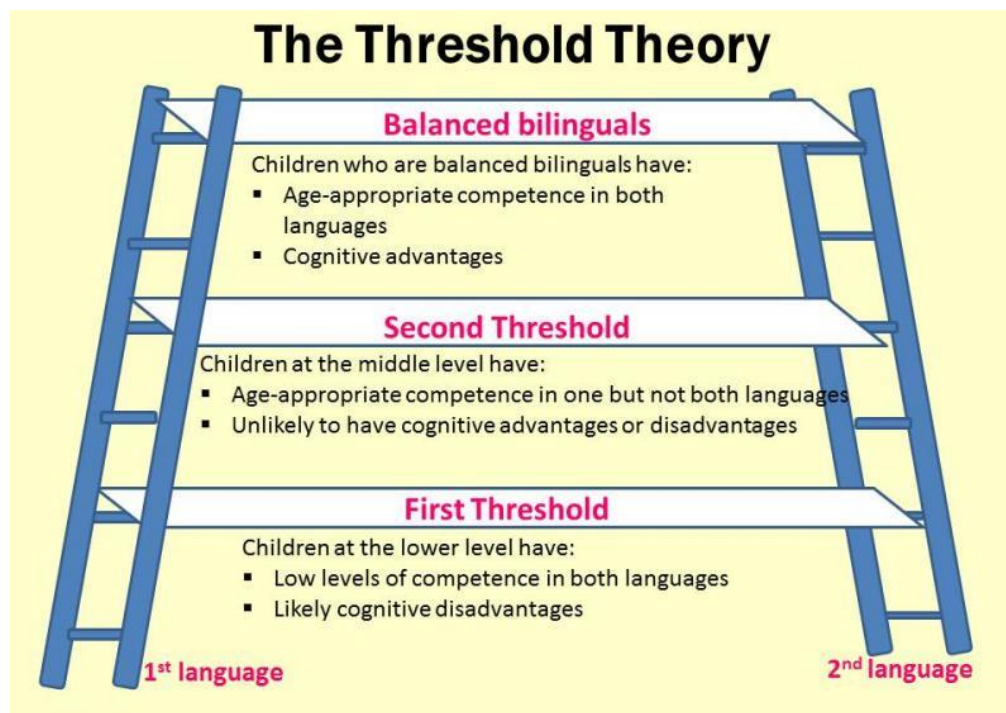 The Threshold Theory
Balanced bilinguals
Children who are balanced bilinguals have:
▪ Age-appropriate competence in both
languages
▪ Cognitive advantages
Second Threshold
Children at the middle level have:
▪ Age-appropriate competence in one but not both languages
▪ Unlikely to have cognitive advantages or disadvantages
First Threshold
Children at the lower level have:
▪ Low levels of competence in both languages
▪ Likely cognitive disadvantages
1st language
2nd language